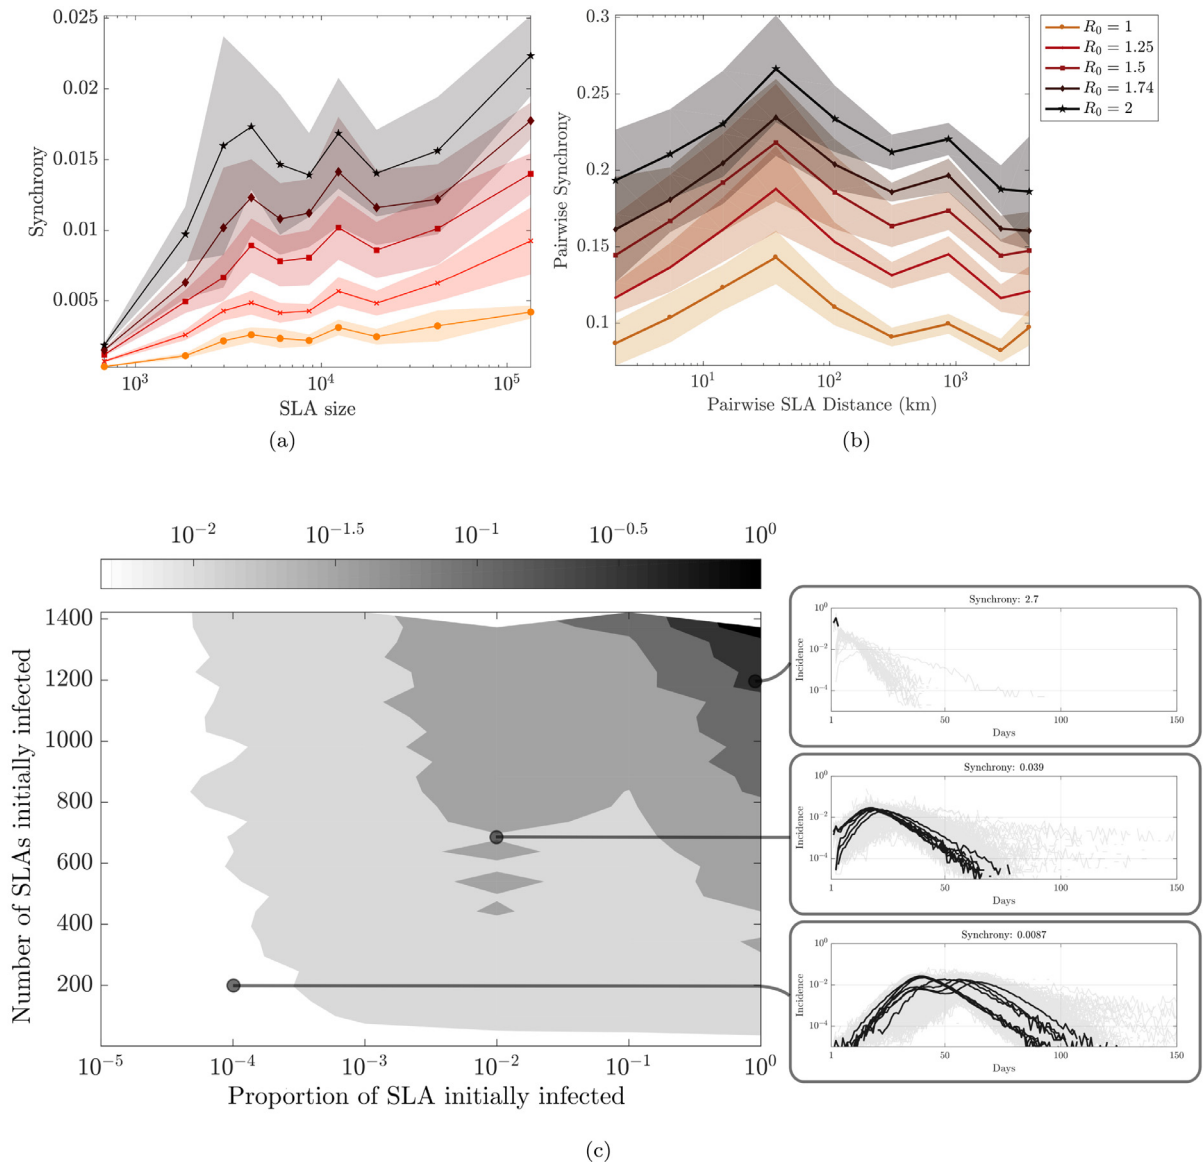 0.025
0.02
0.015
0.01
0.005
Synchrony
10^3
10^4
10^5
SLA size
(a)
0.3
0.25
0.2
0.15
0.1
Pairwise Synchrony
10^1
10^2
10^3
Pairwise SLA Distance (km)
(b)
R_0 = 1
R_0 = 1.25
R_0 = 1.5
R_0 = 1.74
R_0 = 2
10^-2
10^-1.5
10^-1
10^-0.5
10^0
1400
1200
1000
800
600
400
200
Number of SLAs initially infected
10^-5
10^-4
10^-3
10^-2
10^-1
10^0
Proportion of SLA initially infected
Synchrony: 2.7
10^0
10^-2
10^-4
Incidence
1
50
100
150
Days
Synchrony: 0.039
10^0
10^-2
10^-4
Incidence
1
50
100
150
Days
Synchrony: 0.0087
10^0
10^-2
10^-4
Incidence
1
50
100
150
Days
(c)